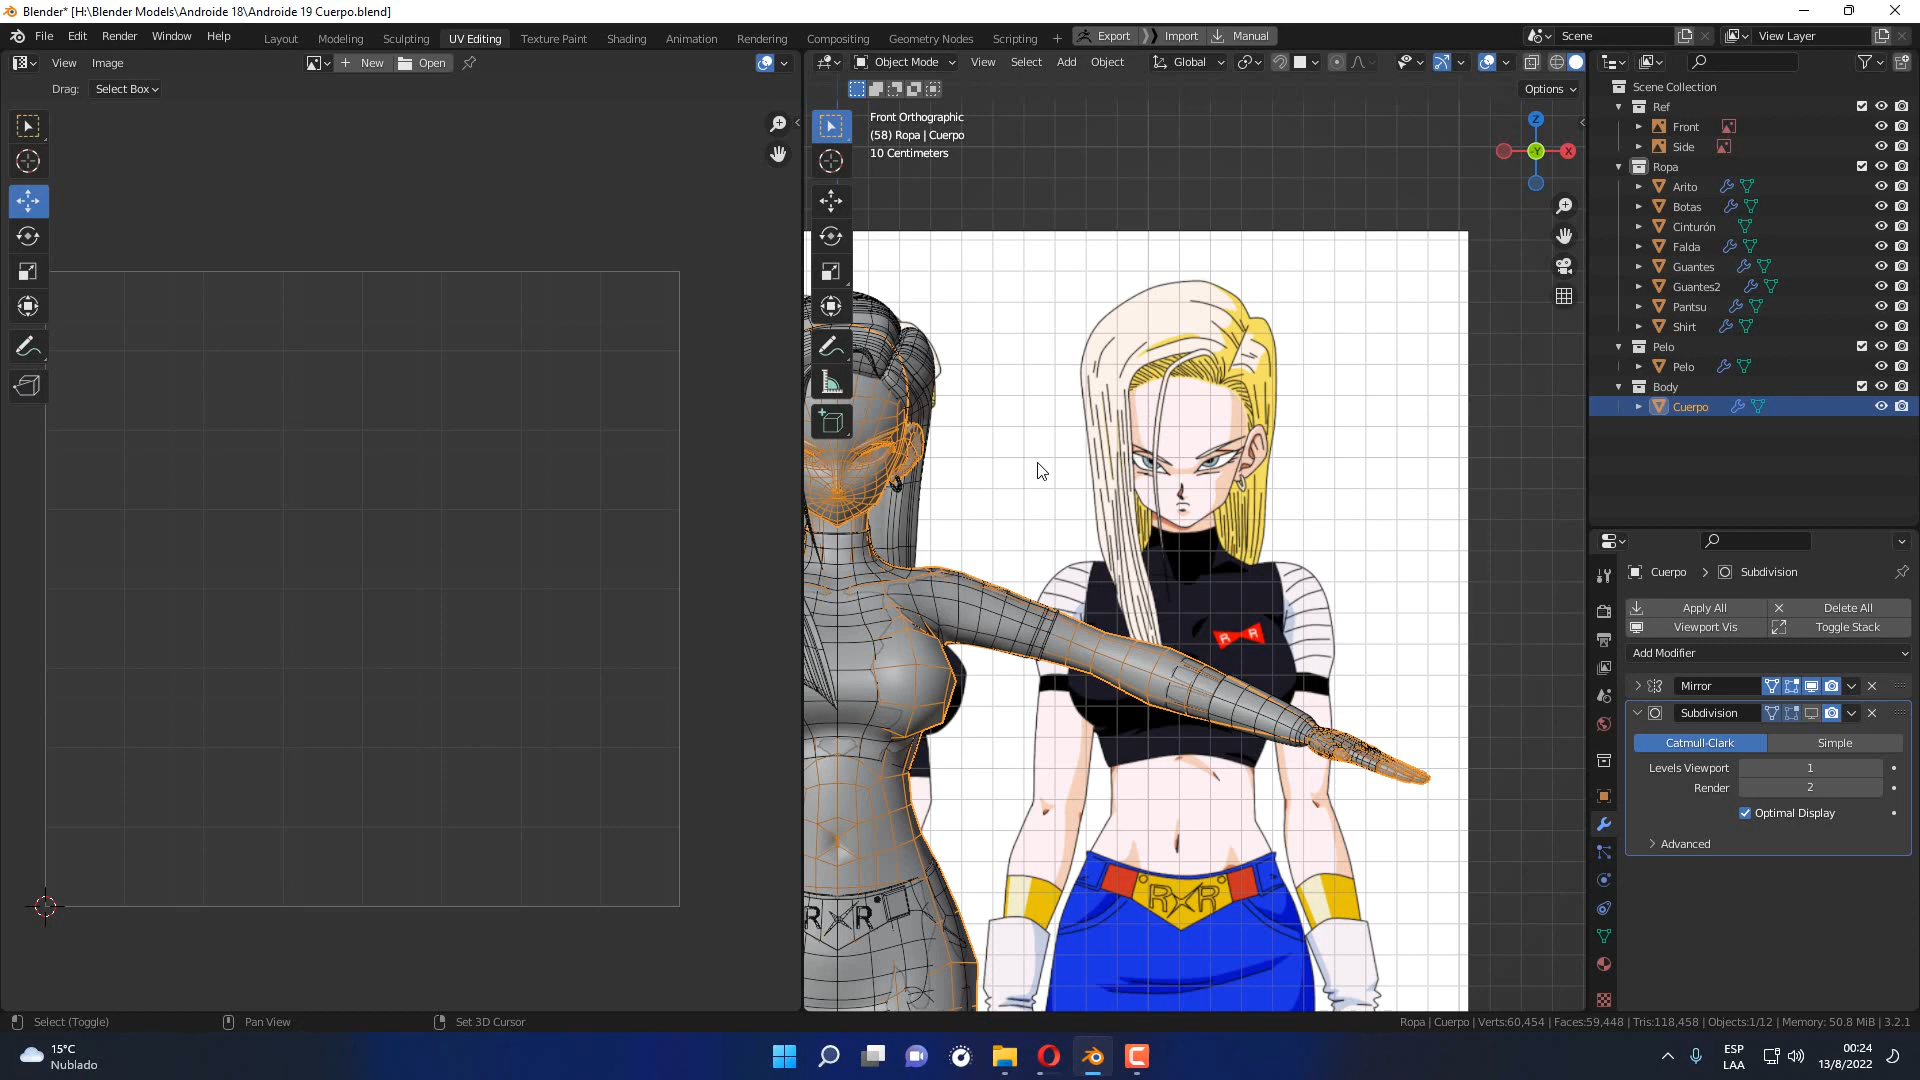 Blender* [H:\Blender Models\Androide 18\Androide 19 Cuerpo.blend]
File Edit Render Window Help Layout Modeling Sculpting UV Editing Texture Paint Shading Animation Rendering Compositing Geometry Nodes Scripting + Export Import Manual Scene View Layer
View Image New Open Object Mode View Select Add Object Global
Drag: Select Box Options
Front Orthographic
(58) Ropa | Cuerpo
10 Centimeters
Z
-Y
X
Scene Collection
Ref
Front
Side
Ropa
Arito
Botas
Cinturón
Falda
Guantes
Guantes2
Pantsu
Shirt
Pelo
Pelo
Body
Cuerpo
R R
RXR
RXR
Cuerpo > Subdivision
Apply All Delete All
Viewport Vis Toggle Stack
Add Modifier
Mirror
Subdivision
Catmull-Clark Simple
Levels Viewport 1
Render 2
Optimal Display
Advanced
Select (Toggle) Pan View Set 3D Cursor Ropa | Cuerpo | Verts:60,454 | Faces:59,448 | Tris:118,458 | Objects:1/12 | Memory: 50.8 MiB | 3.2.1
15°C
Nublado
ESP
LAA
00:24
13/8/2022